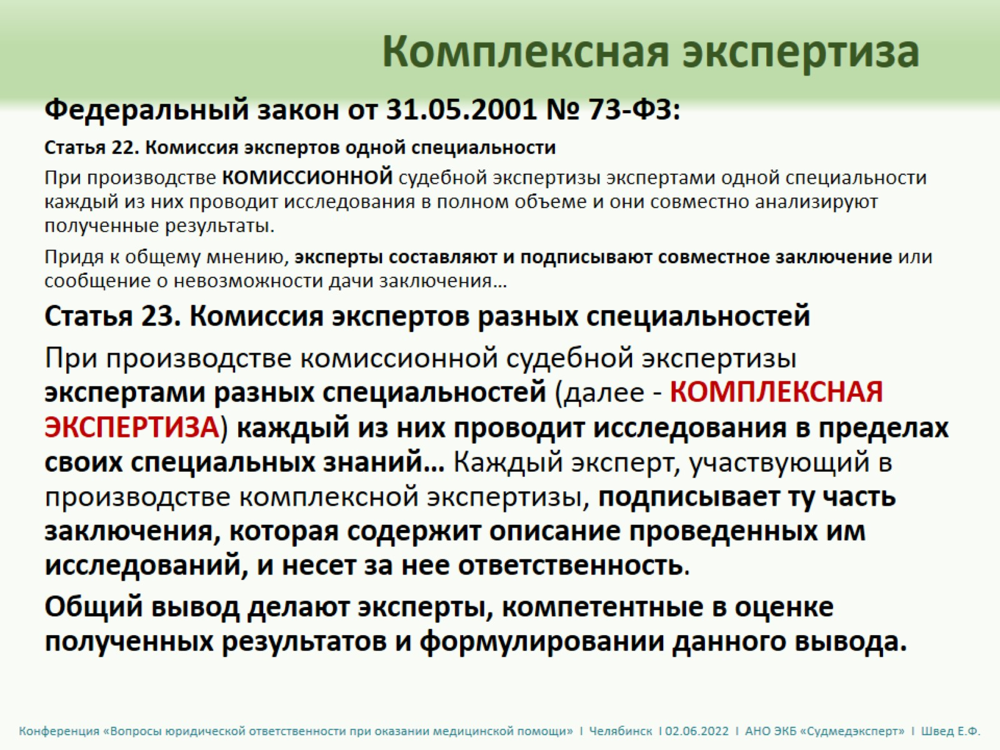 Комплексная экспертиза
Федеральный закон от 31.05.2001 № 73-ФЗ:
Статья 22. Комиссия экспертов одной специальности
При производстве КОМИССИОННОЙ судебной экспертизы экспертами одной специальности
каждый из них проводит исследования в полном объеме и они совместно анализируют
полученные результаты.
Придя к общему мнению, эксперты составляют и подписывают совместное заключение или
сообщение о невозможности дачи заключения…
Статья 23. Комиссия экспертов разных специальностей
При производстве комиссионной судебной экспертизы
экспертами разных специальностей (далее - КОМПЛЕКСНАЯ
ЭКСПЕРТИЗА) каждый из них проводит исследования в пределах
своих специальных знаний… Каждый эксперт, участвующий в
производстве комплексной экспертизы, подписывает ту часть
заключения, которая содержит описание проведенных им
исследований, и несет за нее ответственность.
Общий вывод делают эксперты, компетентные в оценке
полученных результатов и формулировании данного вывода.
Конференция «Вопросы юридической ответственности при оказании медицинской помощи» I Челябинск I 02.06.2022 I АНО ЭКБ «Судмедэксперт» I Швед Е.Ф.